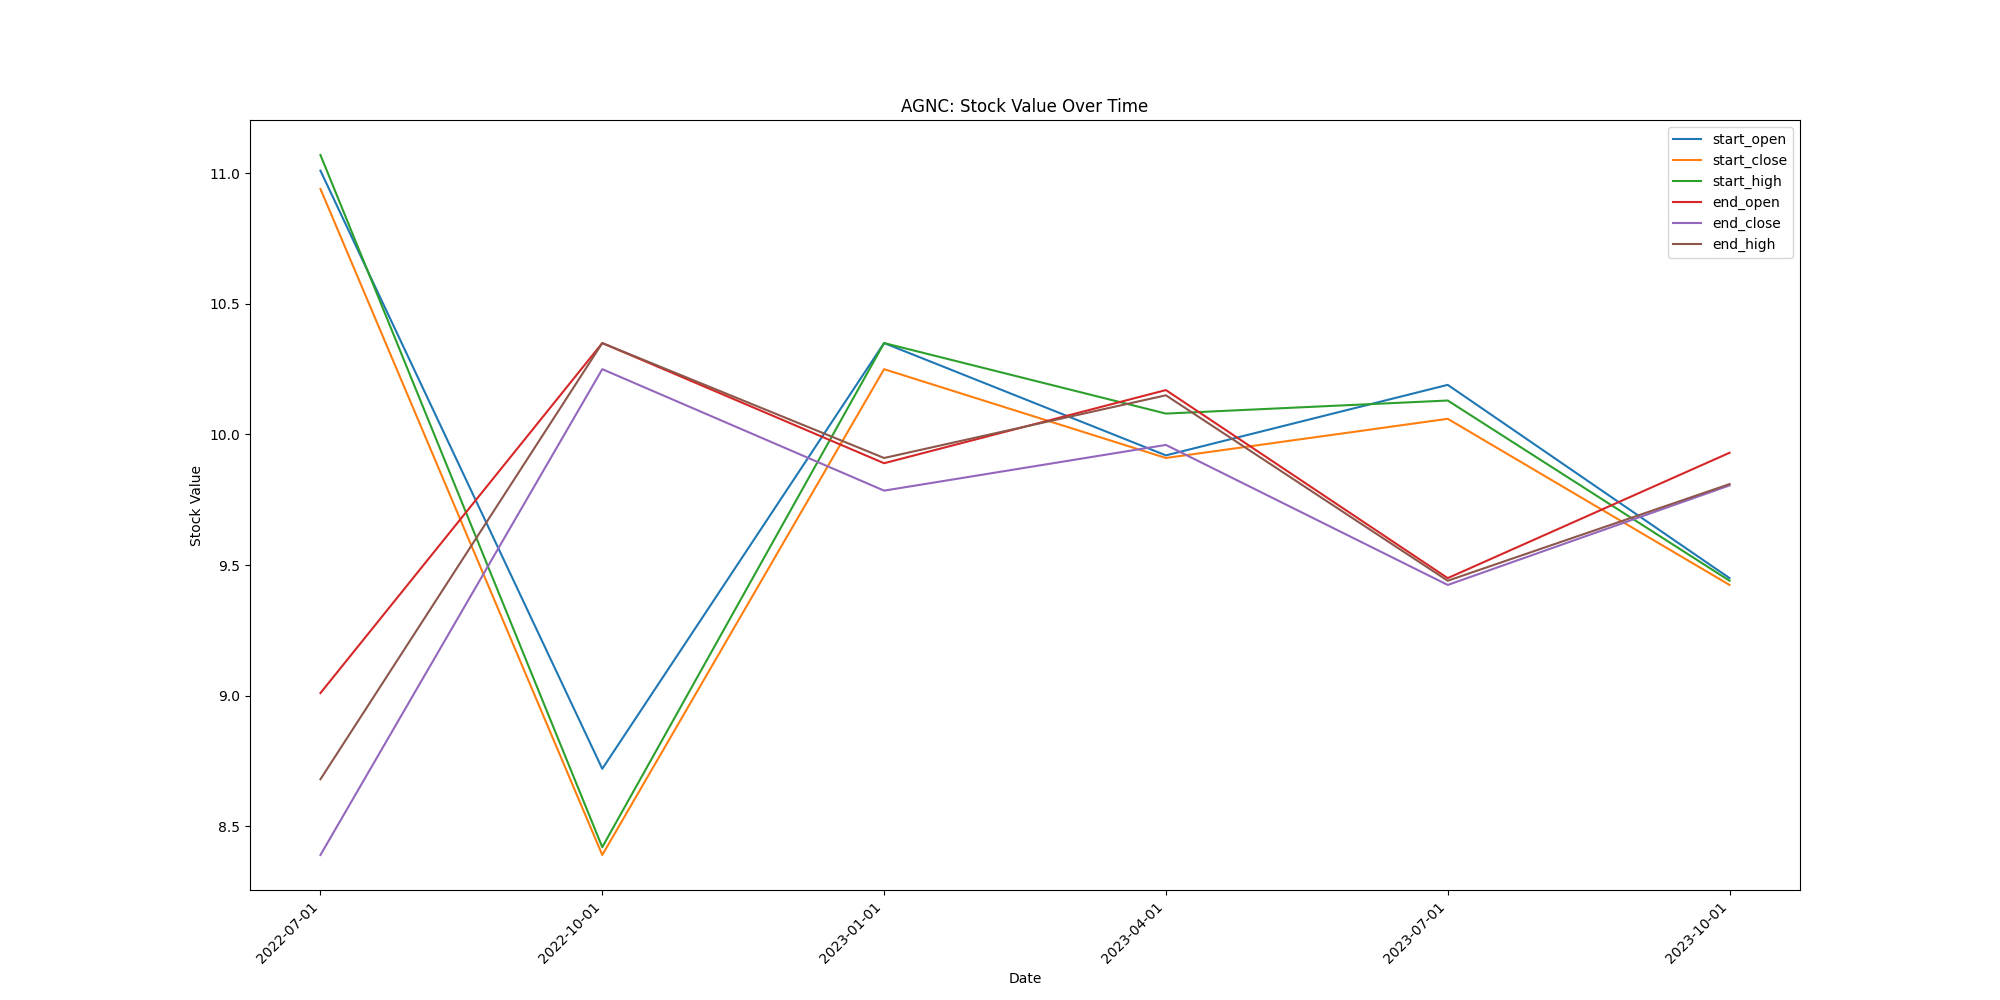 AGNC: Stock Value Over Time
start_open
start_close
start_high
end_open
end_close
end_high
11.0
10.5
10.0
9.5
9.0
8.5
Stock Value
2022-07-01
2022-10-01
2023-01-01
2023-04-01
2023-07-01
2023-10-01
Date